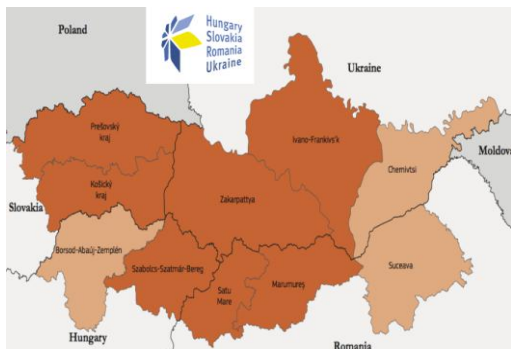 Poland
Hungary
Slovakia
Romania
Ukraine
Ukraine
Prešovský
kraj
Ivano-Frankivs'k
Moldova
Košický
kraj
Chernivtsi
Zakarpattya
Slovakia
Borsod-Abaúj-Zemplén
Szabolcs-Szatmár-Bereg
Satu
Mare
Marumureş
Suceava
Hungary
Romania